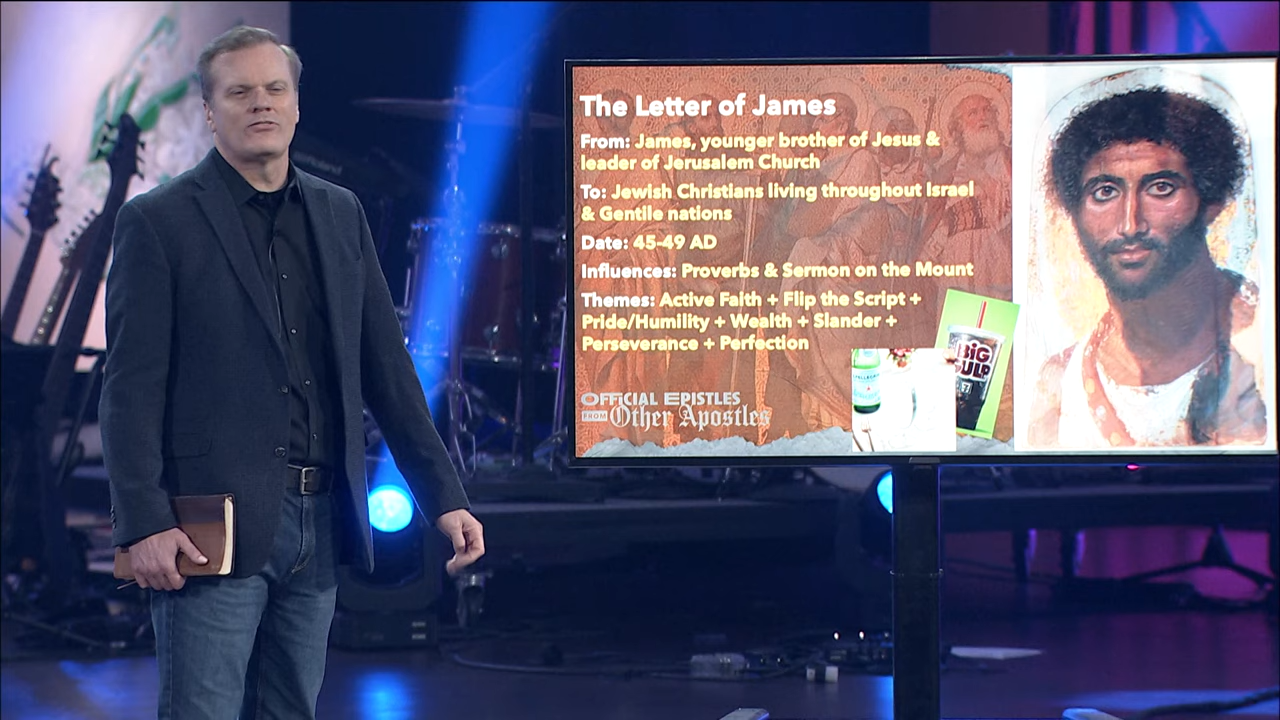 The Letter of James
From: James, younger brother of Jesus &
leader of Jerusalem Church
To: Jewish Christians living throughout Israel
& Gentile nations
Date: 45-49 AD
Influences: Proverbs & Sermon on the Mount
Themes: Active Faith + Flip the Script +
Pride/Humility + Wealth + Slander +
Perseverance + Perfection
OFFICIAL EPISTLES
FROM Other Apostles
BIG
GULP